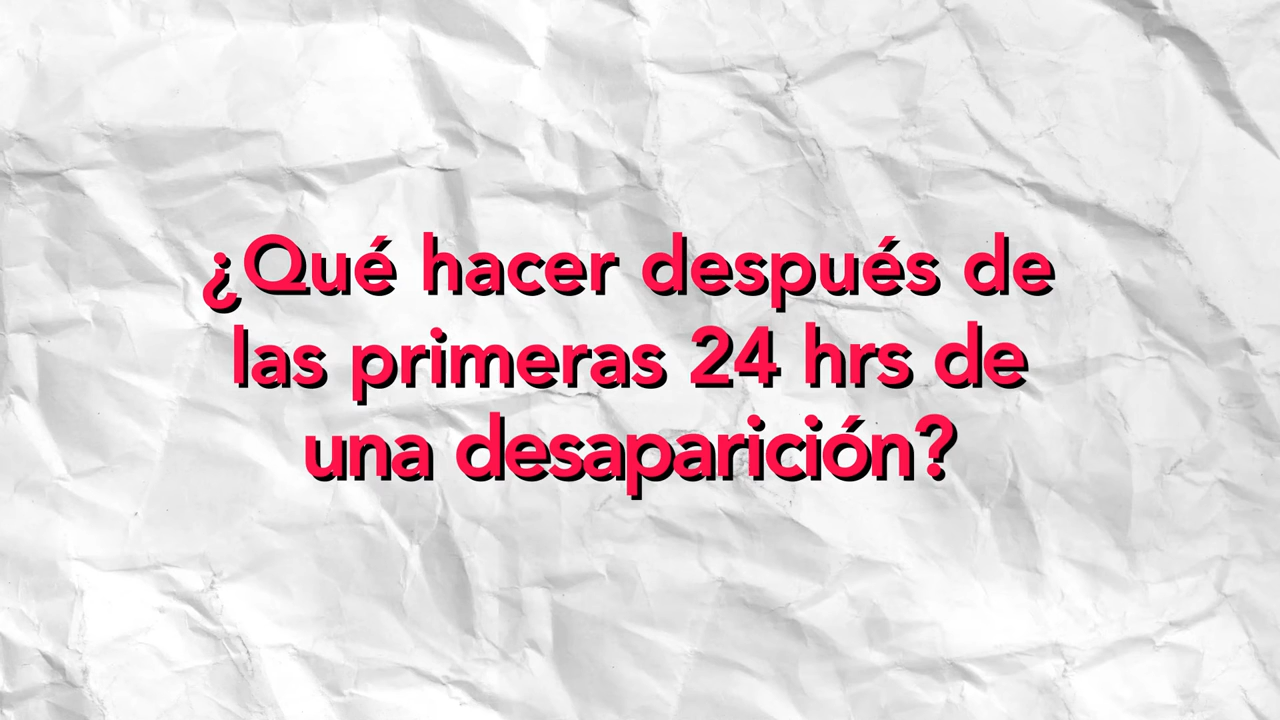 ¿Qué hacer después de
las primeras 24 hrs de
una desaparición?